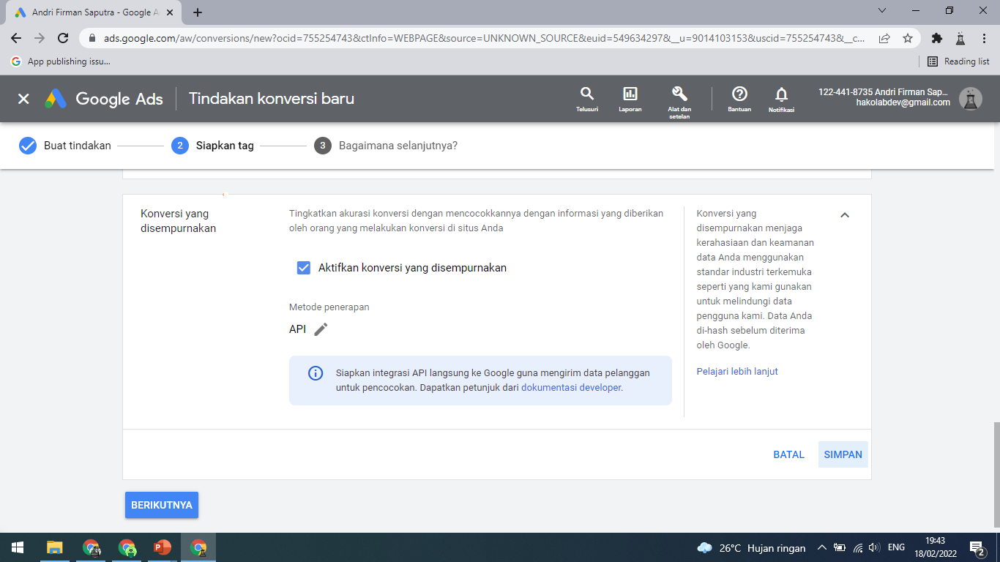 Andri Firman Saputra - Google A
ads.google.com/aw/conversions/new?ocid=755254743&ctInfo=WEBPAGE&source=UNKNOWN_SOURCE&euid=549634297&__u=9014103153&uscid=755254743&__c...
App publishing issu...
Reading list
Google Ads
Tindakan konversi baru
Telusuri
Laporan
Alat dan
setelan
Bantuan
Notifikasi
122-441-8735 Andri Firman Sap...
hakolabdev@gmail.com
Buat tindakan
2
Siapkan tag
3
Bagaimana selanjutnya?
Konversi yang
disempurnakan
Tingkatkan akurasi konversi dengan mencocokkannya dengan informasi yang diberikan
oleh orang yang melakukan konversi di situs Anda
Aktifkan konversi yang disempurnakan
Metode penerapan
API
Siapkan integrasi API langsung ke Google guna mengirim data pelanggan
untuk pencocokan. Dapatkan petunjuk dari dokumentasi developer.
Konversi yang
disempurnakan menjaga
kerahasiaan dan keamanan
data Anda menggunakan
standar industri terkemuka
seperti yang kami gunakan
untuk melindungi data
pengguna kami. Data Anda
di-hash sebelum diterima
oleh Google.
Pelajari lebih lanjut
BATAL
SIMPAN
BERIKUTNYA
26°C Hujan ringan
ENG
19:43
18/02/2022
2